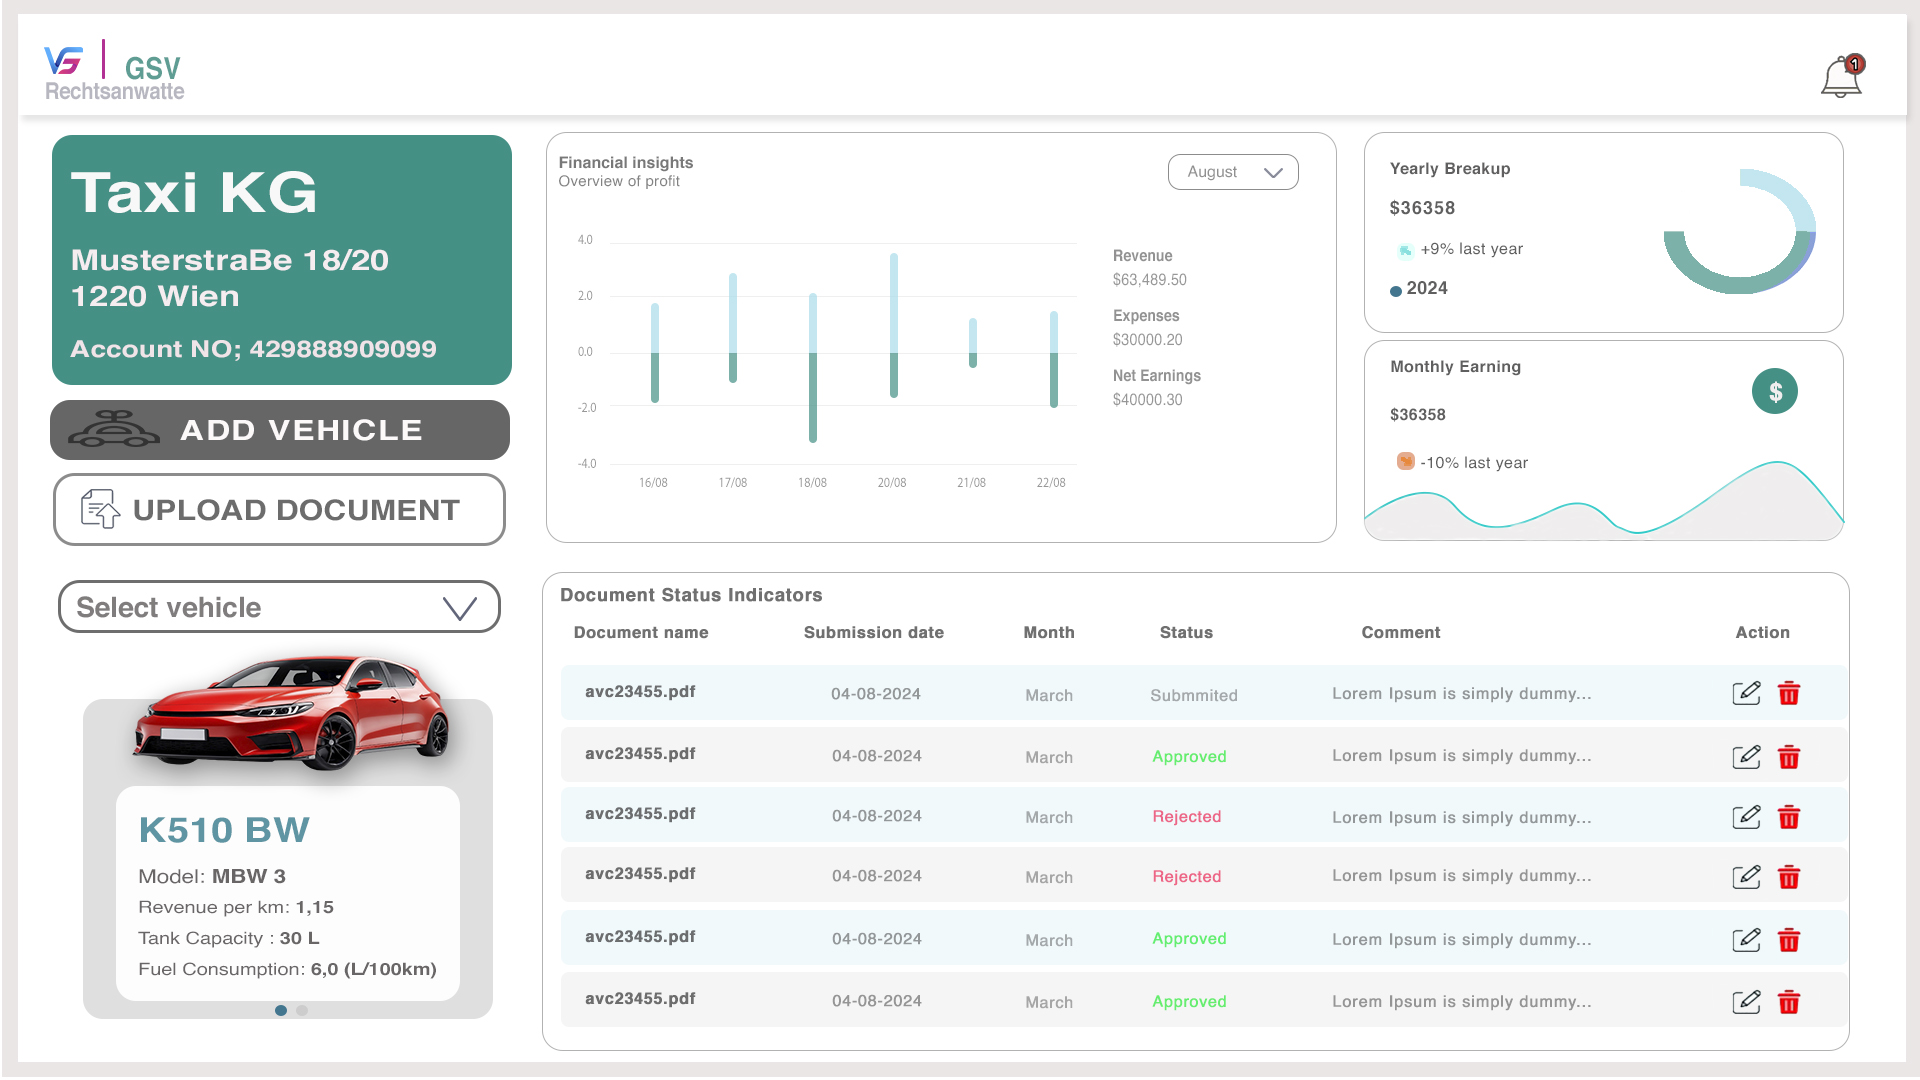 VS | GSV
Rechtsanwatte
1
Taxi KG
MusterstraBe 18/20
1220 Wien
Account NO; 429888909099
ADD VEHICLE
UPLOAD DOCUMENT
Select vehicle
K510 BW
Model: MBW 3
Revenue per km: 1,15
Tank Capacity : 30 L
Fuel Consumption: 6,0 (L/100km)
Financial insights
Overview of profit
August
4.0
2.0
0.0
-2.0
-4.0
16/08 17/08 18/08 20/08 21/08 22/08
Revenue
$63,489.50
Expenses
$30000.20
Net Earnings
$40000.30
Yearly Breakup
$36358
+9% last year
2024
Monthly Earning
$
$36358
-10% last year
Document Status Indicators
Document name Submission date Month Status Comment Action
avc23455.pdf 04-08-2024 March Submmited Lorem Ipsum is simply dummy...
avc23455.pdf 04-08-2024 March Approved Lorem Ipsum is simply dummy...
avc23455.pdf 04-08-2024 March Rejected Lorem Ipsum is simply dummy...
avc23455.pdf 04-08-2024 March Rejected Lorem Ipsum is simply dummy...
avc23455.pdf 04-08-2024 March Approved Lorem Ipsum is simply dummy...
avc23455.pdf 04-08-2024 March Approved Lorem Ipsum is simply dummy...